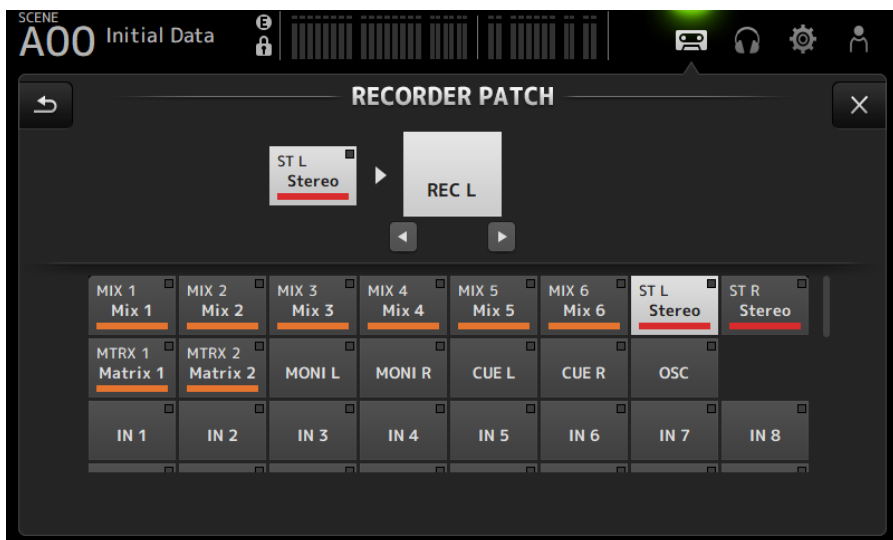 SCENE
A00 Initial Data
E
RECORDER PATCH
ST L
Stereo
REC L
MIX 1 MIX 2 MIX 3 MIX 4 MIX 5 MIX 6 ST L ST R
Mix 1 Mix 2 Mix 3 Mix 4 Mix 5 Mix 6 Stereo Stereo
MTRX 1 MTRX 2
Matrix 1 Matrix 2 MONI L MONI R CUE L CUE R OSC
IN 1 IN 2 IN 3 IN 4 IN 5 IN 6 IN 7 IN 8